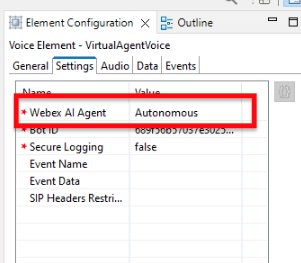 Element Configuration
Outline
Voice Element - VirtualAgentVoice
General Settings Audio Data Events
Name Value
* Webex AI Agent Autonomous
* Bot ID 689f56b57037e3025...
* Secure Logging false
Event Name
Event Data
SIP Headers Restri...